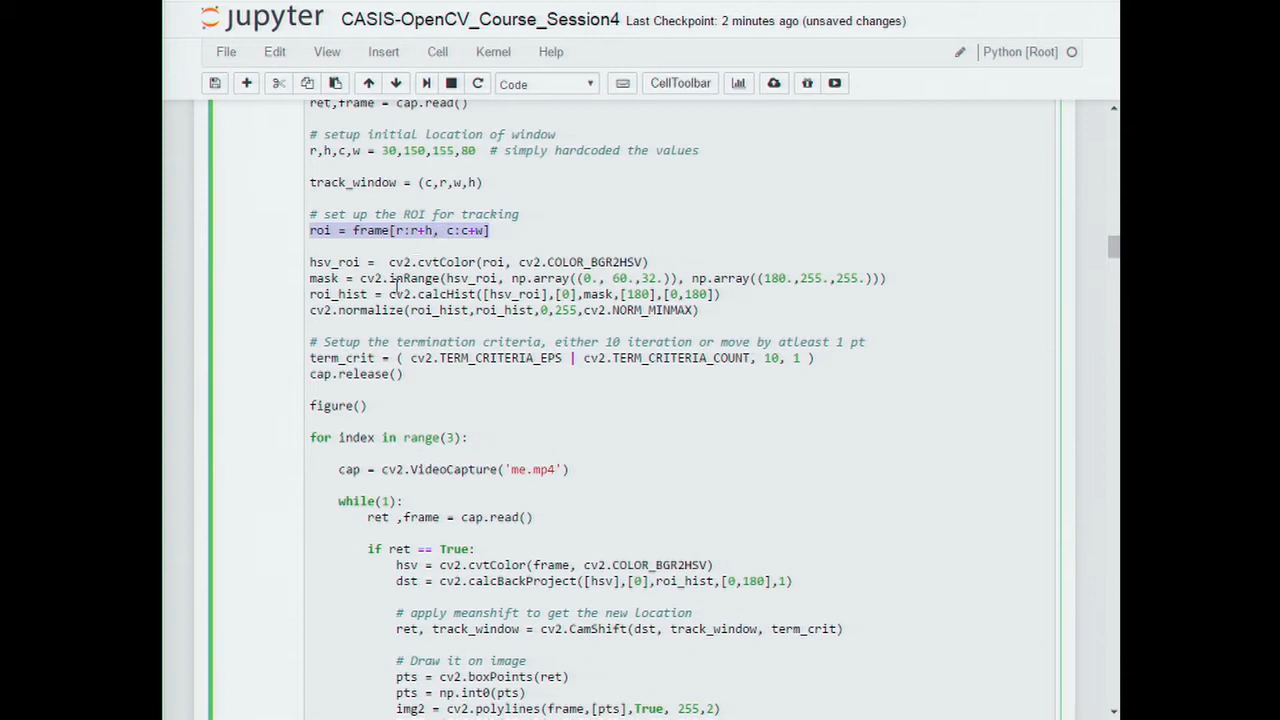 jupyter CASIS-OpenCV_Course_Session4 Last Checkpoint: 2 minutes ago (unsaved changes)
File Edit View Insert Cell Kernel Help Python [Root]
Code CellToolbar
ret,frame = cap.read()
# setup initial location of window
r,h,c,w = 30,150,155,80  # simply hardcoded the values
track_window = (c,r,w,h)
# set up the ROI for tracking
roi = frame[r:r+h, c:c+w]
hsv_roi =  cv2.cvtColor(roi, cv2.COLOR_BGR2HSV)
mask = cv2.inRange(hsv_roi, np.array((0., 60.,32.)), np.array((180.,255.,255.)))
roi_hist = cv2.calcHist([hsv_roi],[0],mask,[180],[0,180])
cv2.normalize(roi_hist,roi_hist,0,255,cv2.NORM_MINMAX)
# Setup the termination criteria, either 10 iteration or move by atleast 1 pt
term_crit = ( cv2.TERM_CRITERIA_EPS | cv2.TERM_CRITERIA_COUNT, 10, 1 )
cap.release()
figure()
for index in range(3):
    cap = cv2.VideoCapture('me.mp4')
    while(1):
        ret ,frame = cap.read()
        if ret == True:
            hsv = cv2.cvtColor(frame, cv2.COLOR_BGR2HSV)
            dst = cv2.calcBackProject([hsv],[0],roi_hist,[0,180],1)
            # apply meanshift to get the new location
            ret, track_window = cv2.CamShift(dst, track_window, term_crit)
            # Draw it on image
            pts = cv2.boxPoints(ret)
            pts = np.int0(pts)
            img2 = cv2.polylines(frame,[pts],True, 255,2)